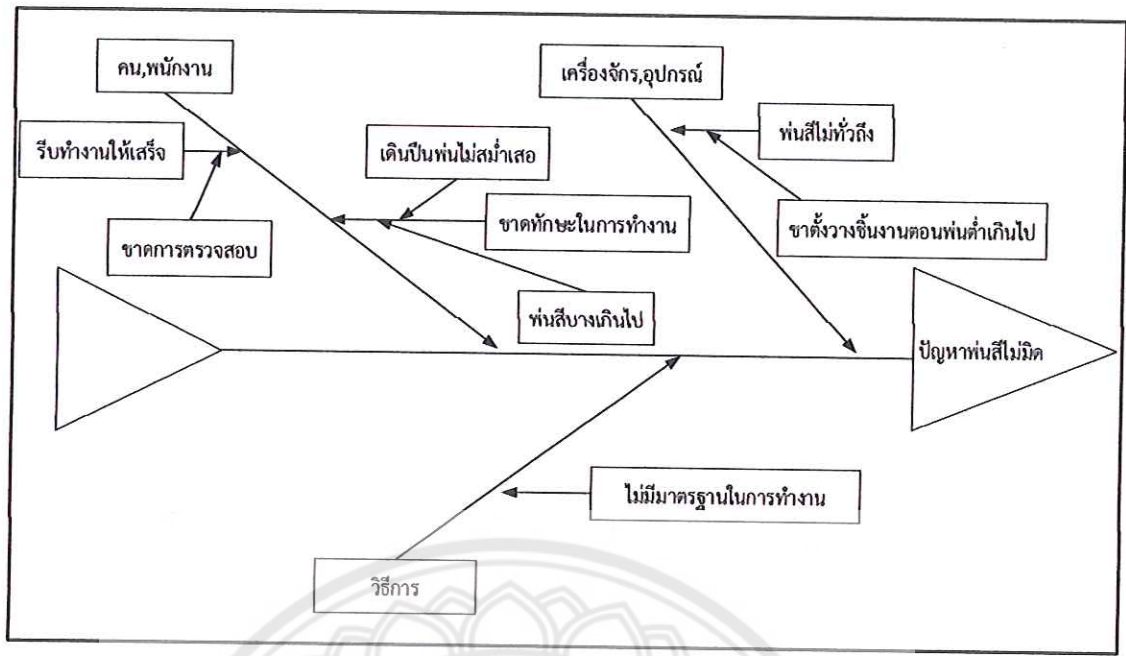 คน,พนักงาน
เครื่องจักร,อุปกรณ์
รีบทำงานให้เสร็จ
เดินปืนพ่นไม่สม่ำเสอ
พ่นสีไม่ทั่วถึง
ขาดการตรวจสอบ
ขาดทักษะในการทำงาน
ขาตั้งวางชิ้นงานตอนพ่นต่ำเกินไป
พ่นสีบางเกินไป
ปัญหาพ่นสีไม่มิด
ไม่มีมาตรฐานในการทำงาน
วิธีการ